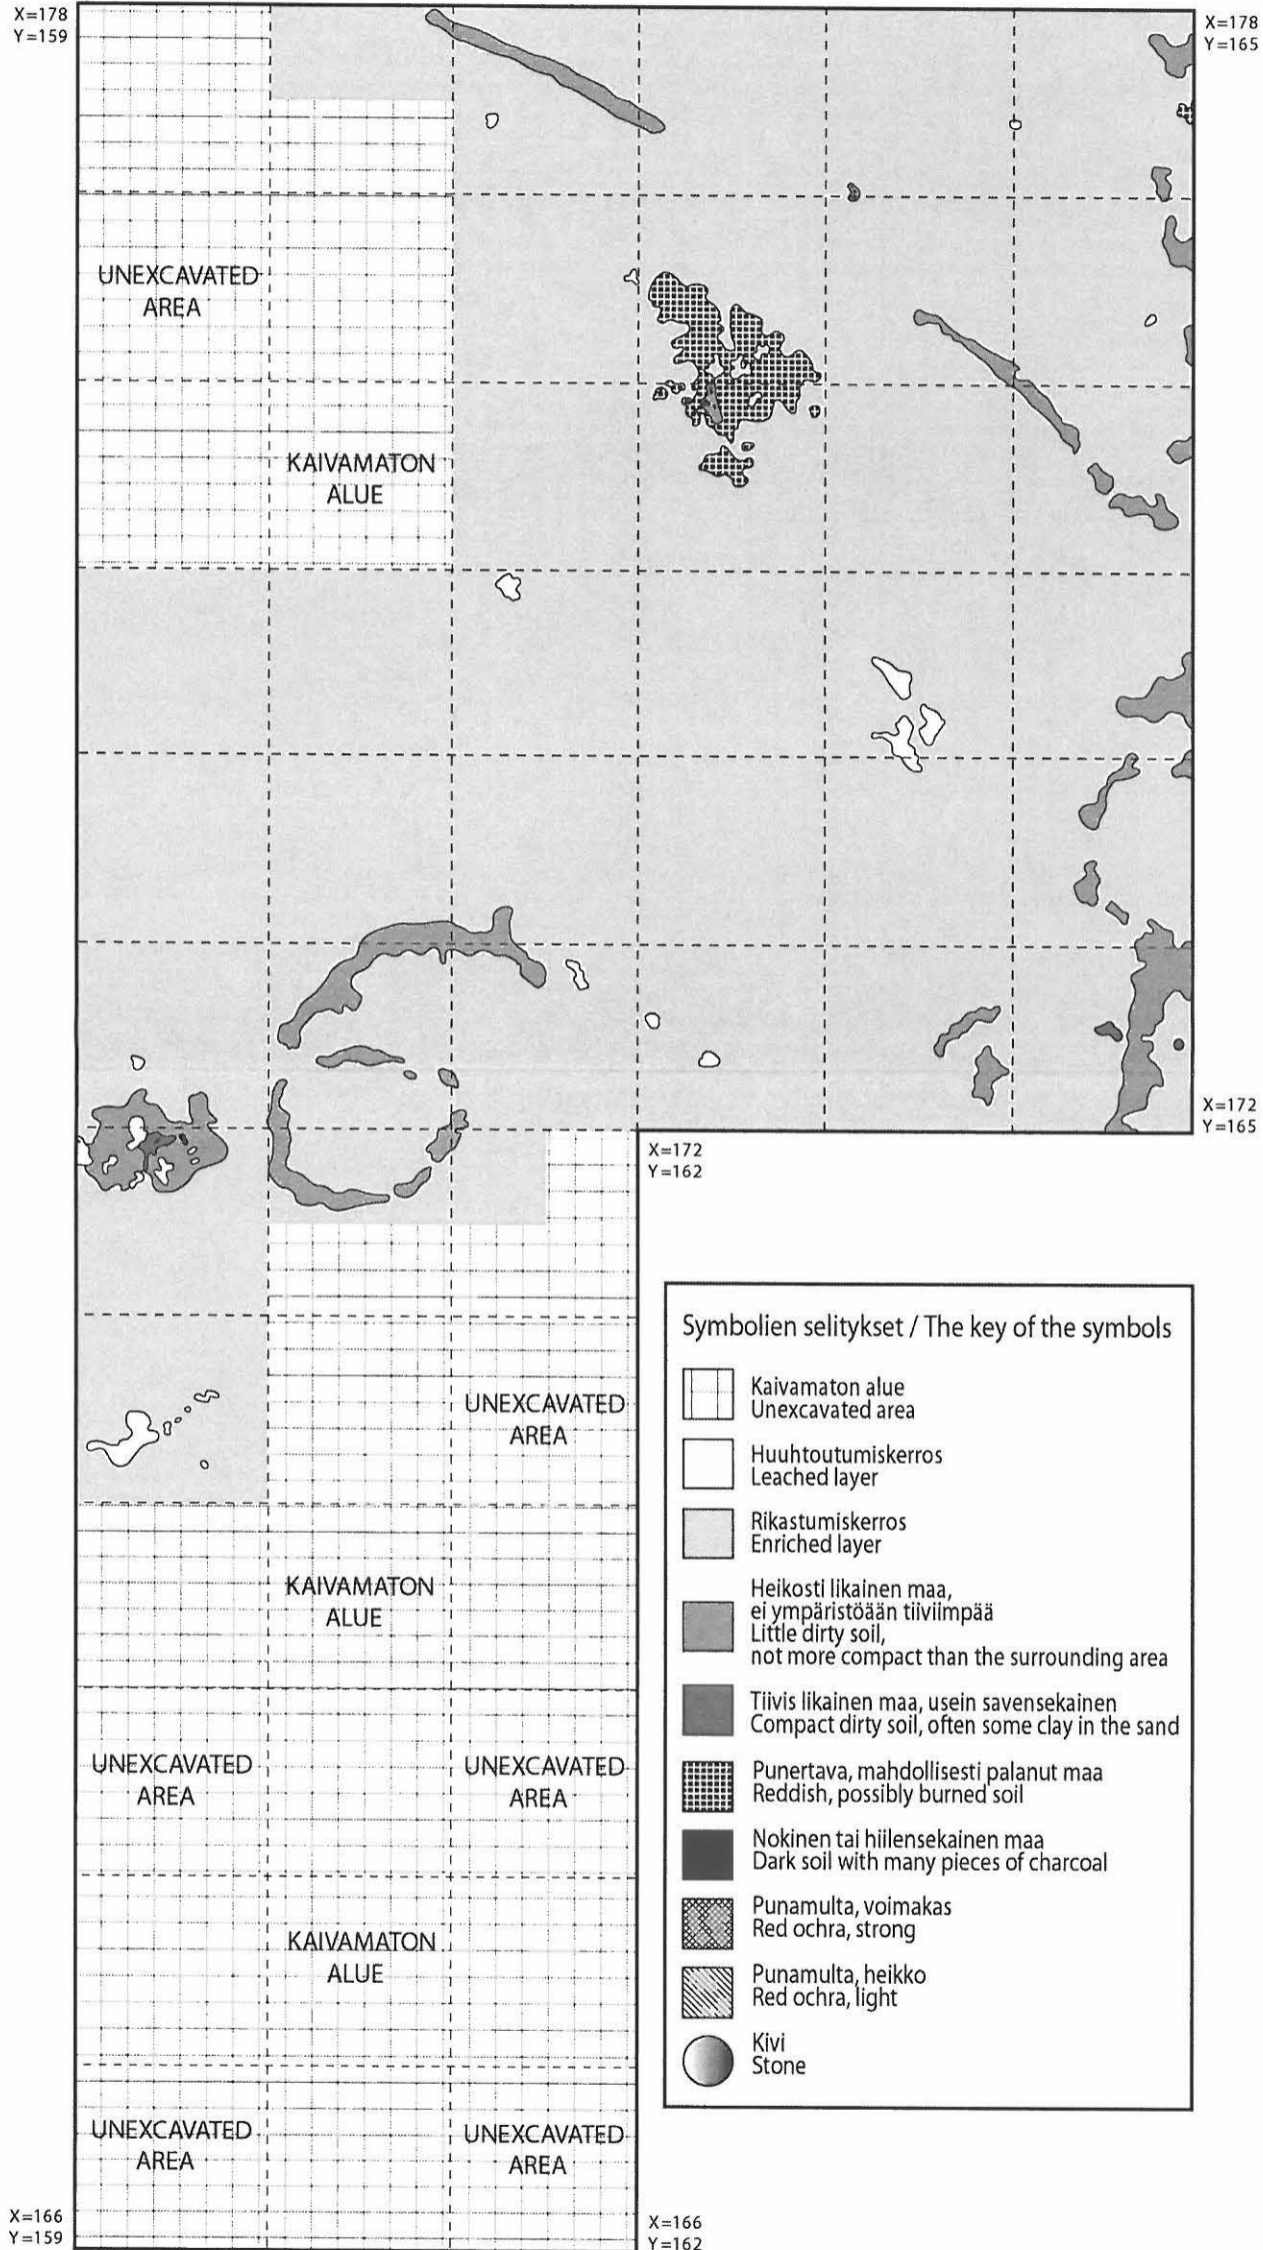 X=178
Y=159
X=178
Y=165
UNEXCAVATED
AREA
KAIVAMATON
ALUE
X=172
Y=165
X=172
Y=162
UNEXCAVATED
AREA
KAIVAMATON
ALUE
UNEXCAVATED
AREA
UNEXCAVATED
AREA
KAIVAMATON
ALUE
UNEXCAVATED
AREA
UNEXCAVATED
AREA
X=166
Y=159
X=166
Y=162
Symbolien selitykset / The key of the symbols
Kaivamaton alue
Unexcavated area
Huuhtoutumiskerros
Leached layer
Rikastumiskerros
Enriched layer
Heikosti likainen maa,
ei ympäristöään tiiviimpää
Little dirty soil,
not more compact than the surrounding area
Tiivis likainen maa, usein savensekainen
Compact dirty soil, often some clay in the sand
Punertava, mahdollisesti palanut maa
Reddish, possibly burned soil
Nokinen tai hiilensekainen maa
Dark soil with many pieces of charcoal
Punamulta, voimakas
Red ochra, strong
Punamulta, heikko
Red ochra, light
Kivi
Stone